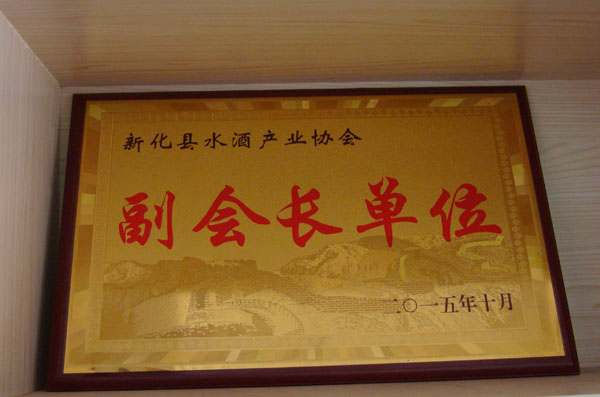 新化县水酒产业协会
副会长单位
二〇一五年十月